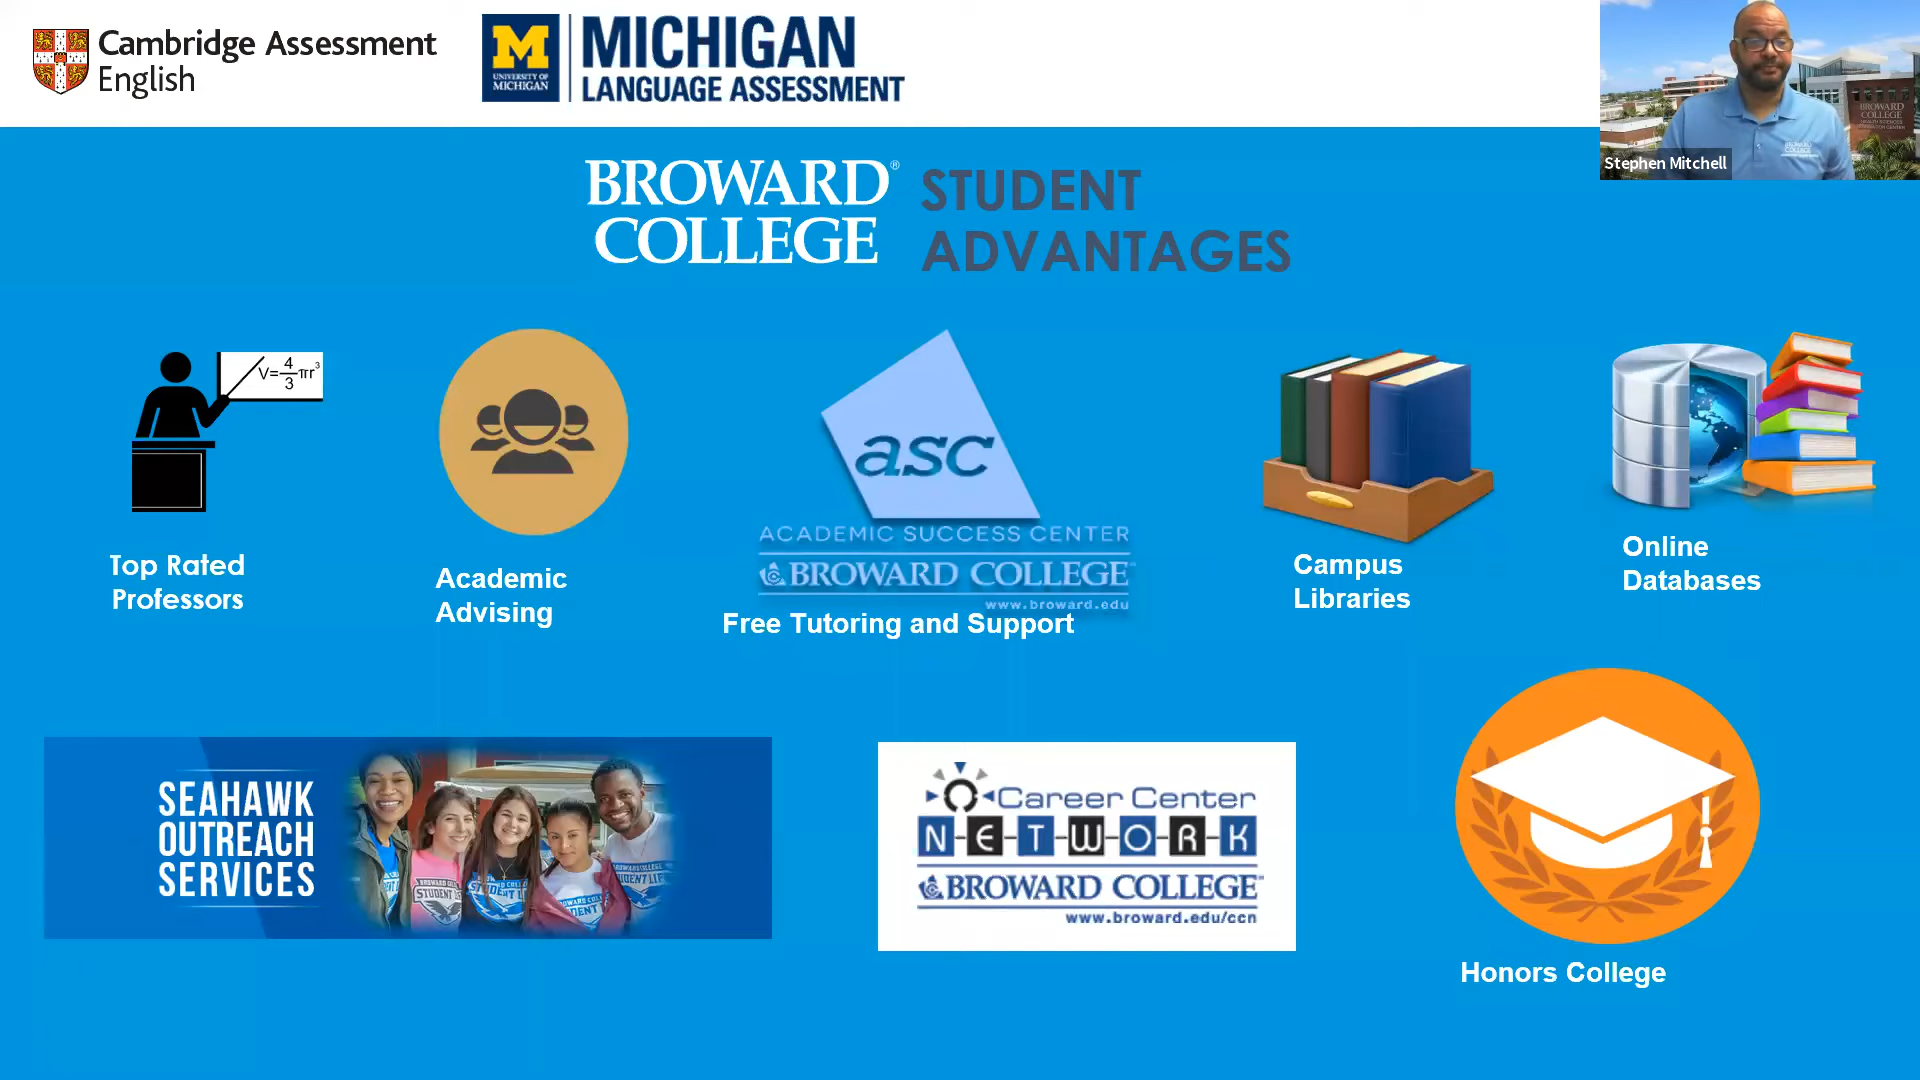 Cambridge Assessment
English
UNIVERSITY OF
MICHIGAN
MICHIGAN
LANGUAGE ASSESSMENT
BROWARD
COLLEGE
Stephen Mitchell
BROWARD®
COLLEGE
STUDENT
ADVANTAGES
V=4/3πr³
Top Rated
Professors
Academic
Advising
asc
ACADEMIC SUCCESS CENTER
BROWARD COLLEGE
www.broward.edu
Free Tutoring and Support
Campus
Libraries
Online
Databases
SEAHAWK
OUTREACH
SERVICES
Career Center
N-E-T-W-O-R-K
BROWARD COLLEGE
www.broward.edu/ccn
Honors College